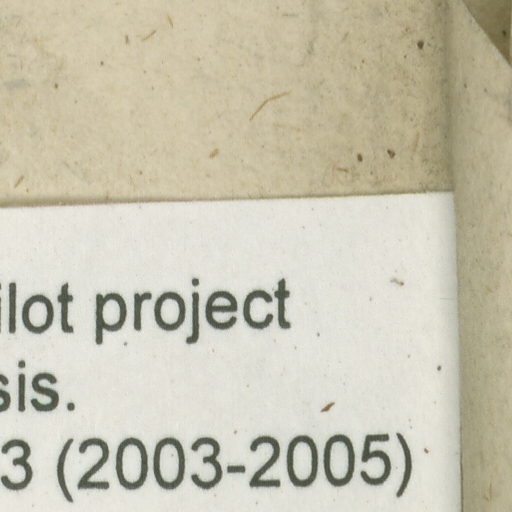 ilot project
sis.
3 (2003-2005)